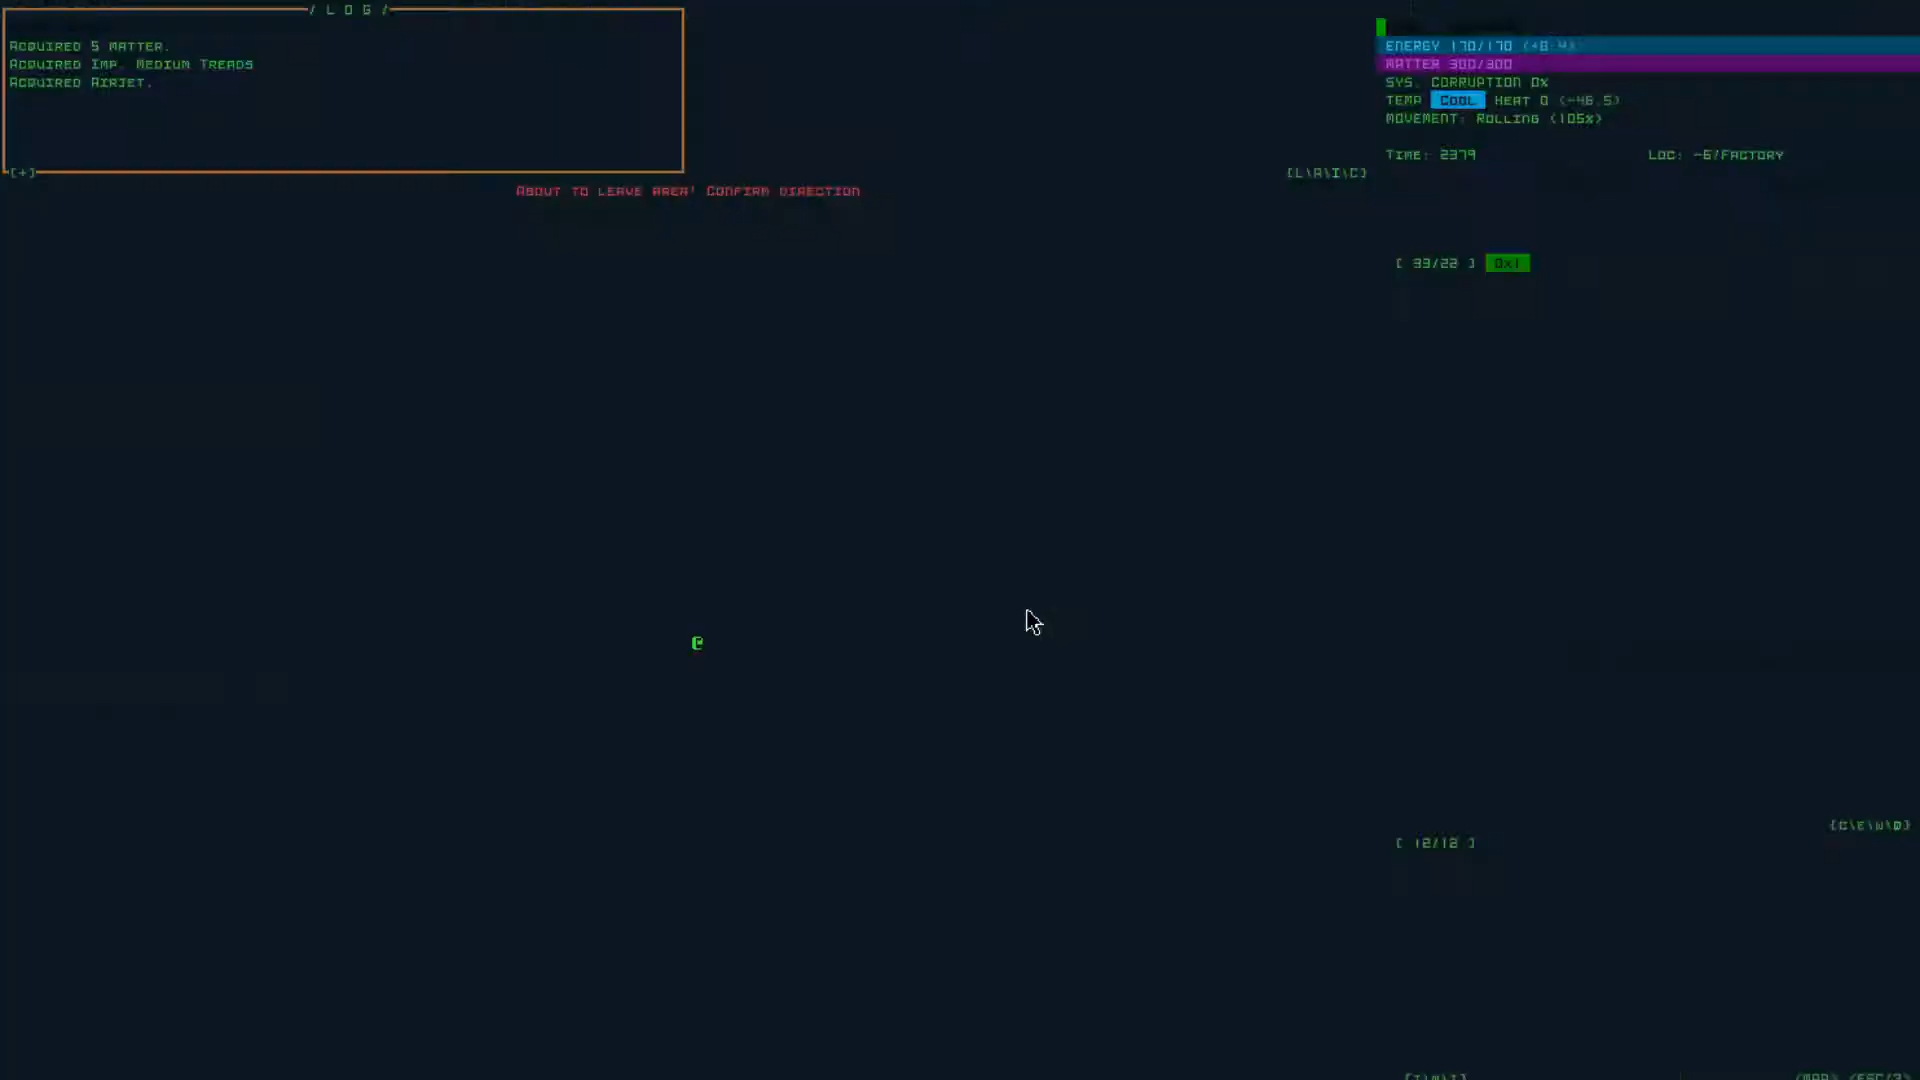 / L O G /
ACQUIRED 5 MATTER.
ACQUIRED IMP. MEDIUM TREADS
ACQUIRED AIRJET.
[+]
ABOUT TO LEAVE AREA! CONFIRM DIRECTION
@
ENERGY 170/170
MATTER 300/300
SYS. CORRUPTION 0%
TEMP COOL HEAT 0 (-48.5)
MOVEMENT: ROLLING (105%)
TIME: 2379 LOC: -6/FACTORY
[L\A\I\C]
[ 33/22 ] 0x1
[C\E\W\Q]
[ 12/12 ]